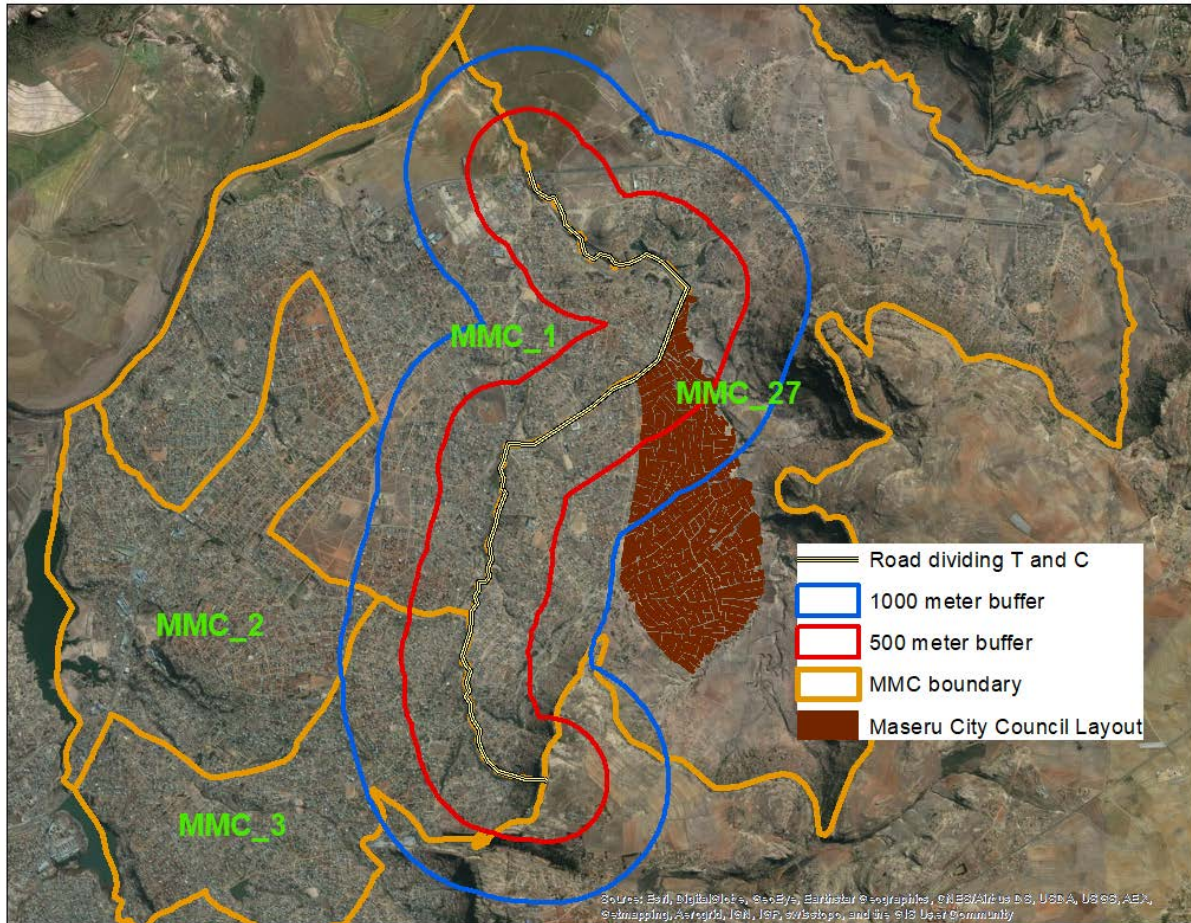 MMC_1
MMC_27
MMC_2
MMC_3
Road dividing T and C
1000 meter buffer
500 meter buffer
MMC boundary
Maseru City Council Layout
Source: Esri, DigitalGlobe, GeoEye, Earthstar Geographics, CNES/Airbus DS, USDA, USGS, AEX,
Getmapping, Aerogrid, IGN, IGP, swisstopo, and the GIS User Community